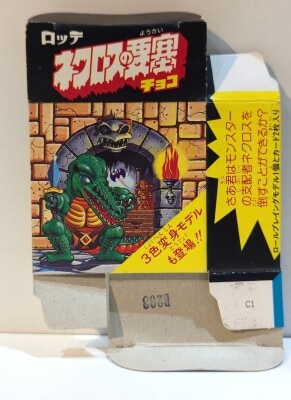 ロッテ
ようさい
ネクロスの要塞
チョコ
3色変身モデル
も登場!!
さあ君はモンスター
の支配者ネクロスを
倒すことができるか?
ロールプレイングモデル1個とカード2枚入り
D208
C1